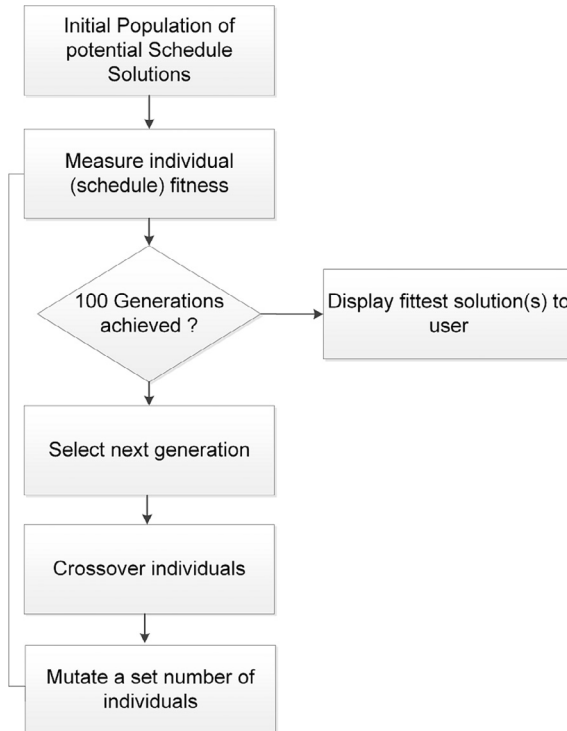 Initial Population of
potential Schedule
Solutions
Measure individual
(schedule) fitness
100 Generations
achieved ?
Display fittest solution(s) to
user
Select next generation
Crossover individuals
Mutate a set number of
individuals